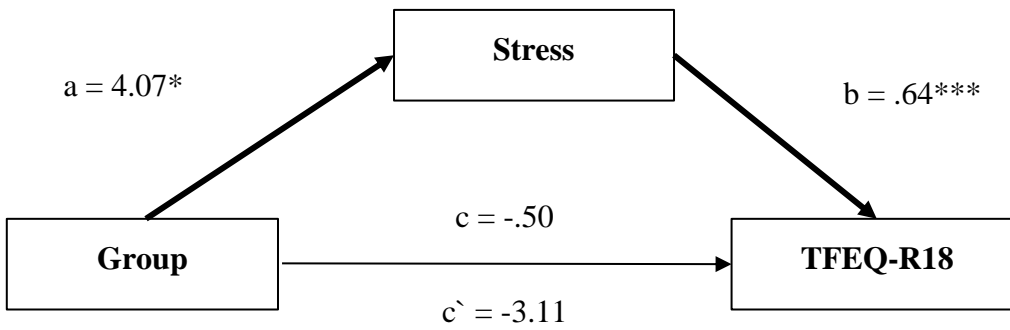 Stress
a = 4.07*
b = .64***
c = -.50
Group
TFEQ-R18
c` = -3.11